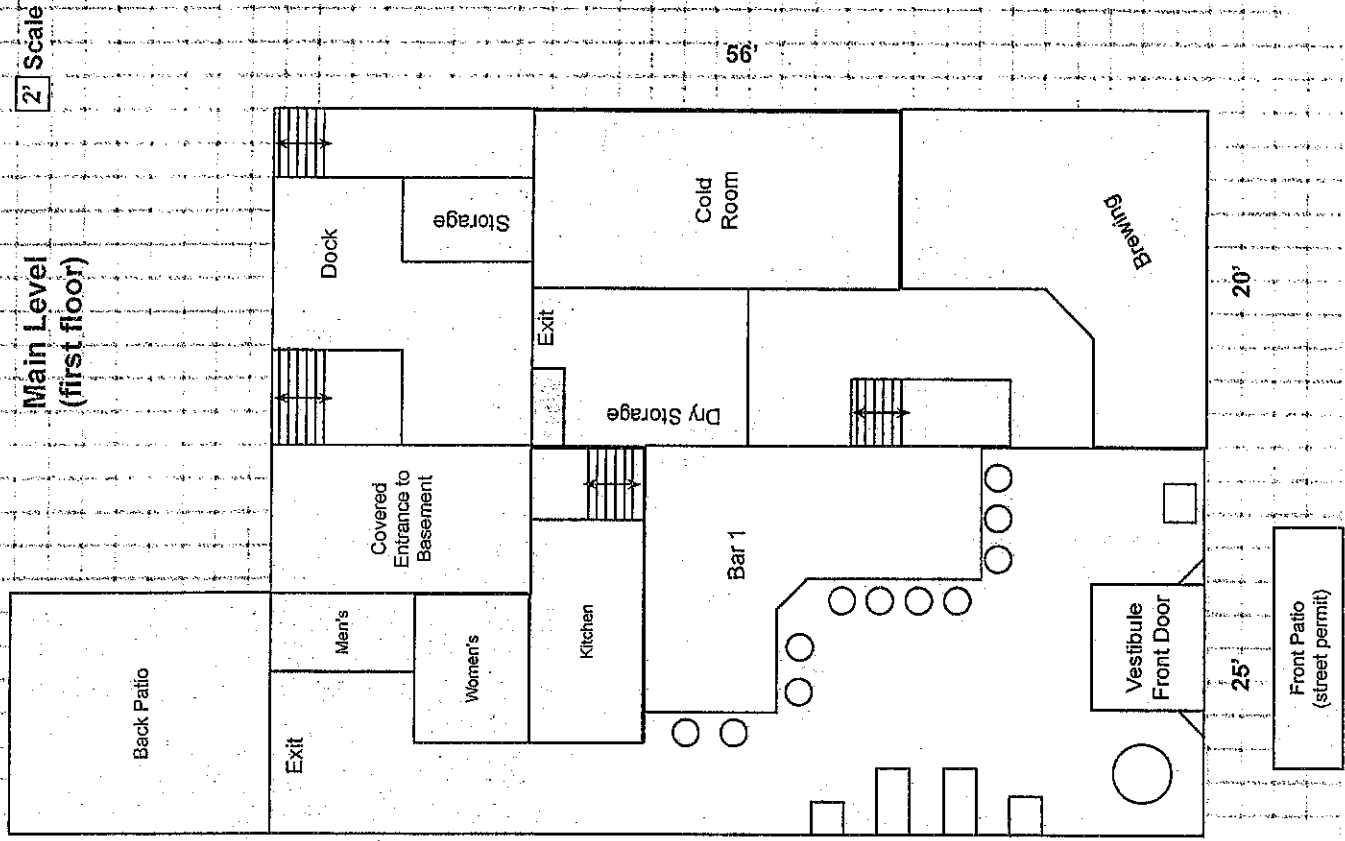 2' Scale
Main Level
(first floor)
56'
Dock
Storage
Cold
Room
Brewing
20'
Exit
Dry Storage
Covered
Entrance to
Basement
Back Patio
Men's
Women's
Exit
Kitchen
Bar 1
Vestibule
Front Door
25'
Front Patio
(street permit)